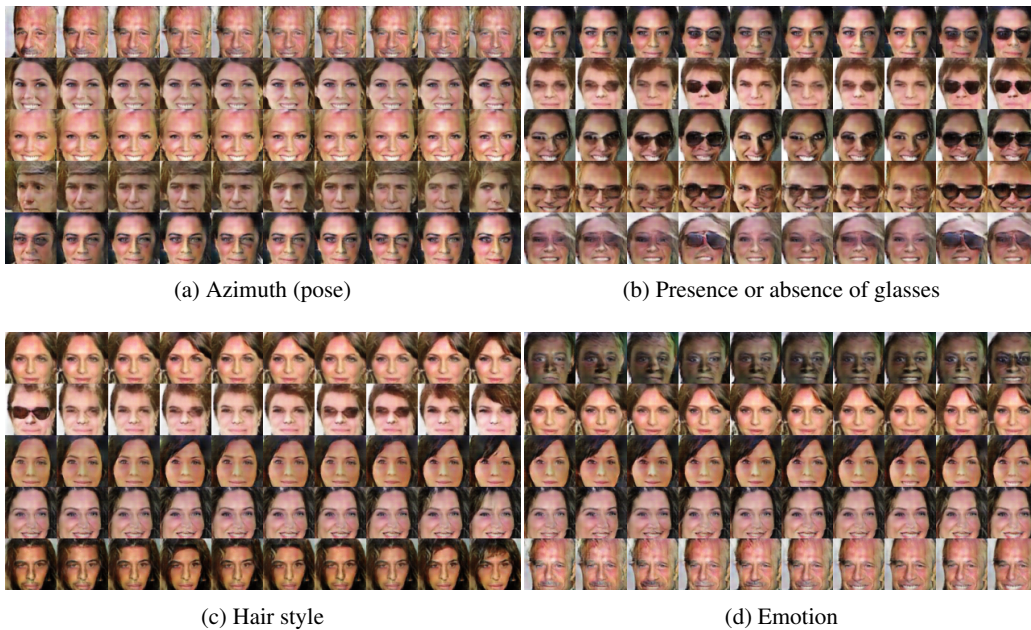 (a) Azimuth (pose)
(b) Presence or absence of glasses
(c) Hair style
(d) Emotion